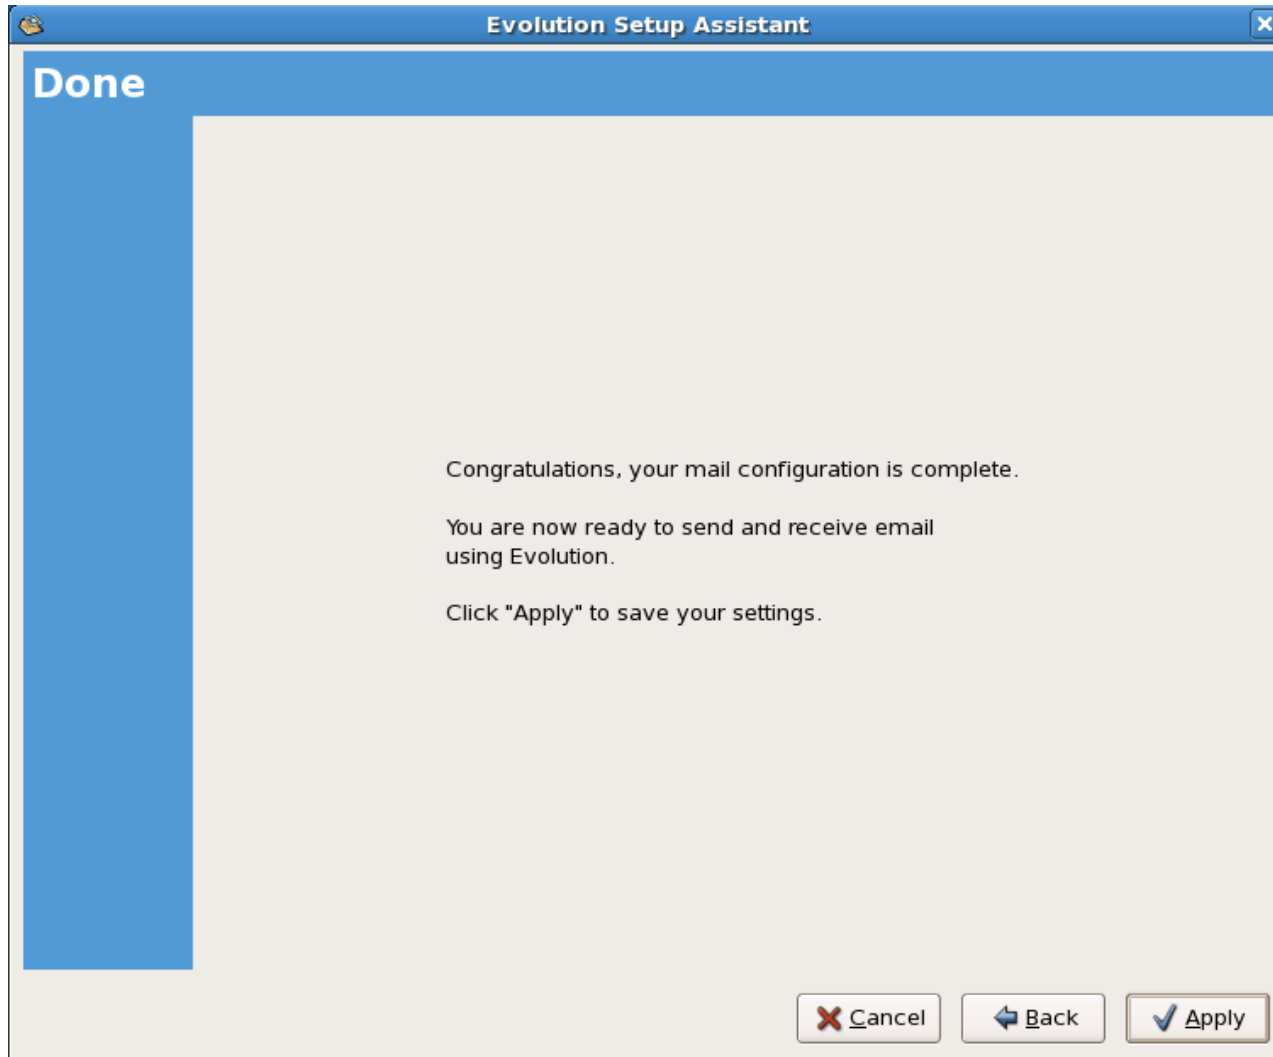 Evolution Setup Assistant
Done
Congratulations, your mail configuration is complete.
You are now ready to send and receive email
using Evolution.
Click "Apply" to save your settings.
Cancel
Back
Apply